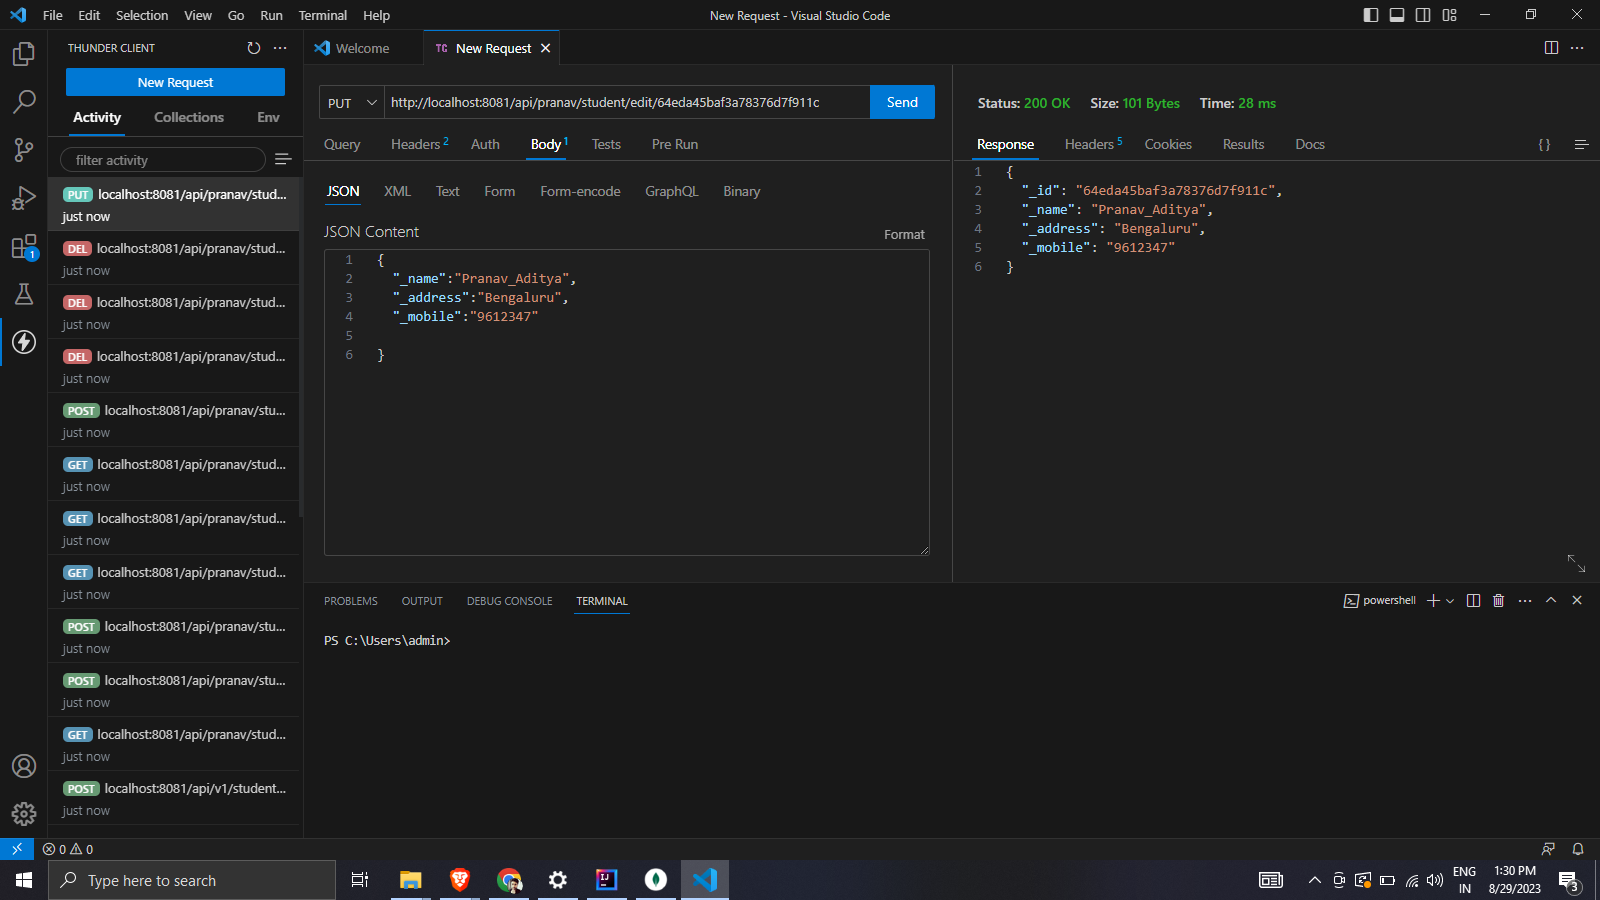 File Edit Selection View Go Run Terminal Help
New Request - Visual Studio Code
THUNDER CLIENT
New Request
Activity Collections Env
filter activity
PUT localhost:8081/api/pranav/stud...
just now
DEL localhost:8081/api/pranav/stud...
just now
DEL localhost:8081/api/pranav/stud...
just now
DEL localhost:8081/api/pranav/stud...
just now
POST localhost:8081/api/pranav/stu...
just now
GET localhost:8081/api/pranav/stud...
just now
GET localhost:8081/api/pranav/stud...
just now
GET localhost:8081/api/pranav/stud...
just now
POST localhost:8081/api/pranav/stu...
just now
POST localhost:8081/api/pranav/stu...
just now
GET localhost:8081/api/pranav/stud...
just now
POST localhost:8081/api/v1/student...
just now
1
Welcome
TC New Request
PUT http://localhost:8081/api/pranav/student/edit/64eda45baf3a78376d7f911c Send
Query Headers 2 Auth Body 1 Tests Pre Run
JSON XML Text Form Form-encode GraphQL Binary
JSON Content Format
1 {
2 "_name":"Pranav_Aditya",
3 "_address":"Bengaluru",
4 "_mobile":"9612347"
5
6 }
Status: 200 OK Size: 101 Bytes Time: 28 ms
Response Headers 5 Cookies Results Docs { }
1 {
2 "_id": "64eda45baf3a78376d7f911c",
3 "_name": "Pranav_Aditya",
4 "_address": "Bengaluru",
5 "_mobile": "9612347"
6 }
PROBLEMS OUTPUT DEBUG CONSOLE TERMINAL
powershell
PS C:\Users\admin>
0 0
Type here to search
ENG
IN
1:30 PM
8/29/2023
3